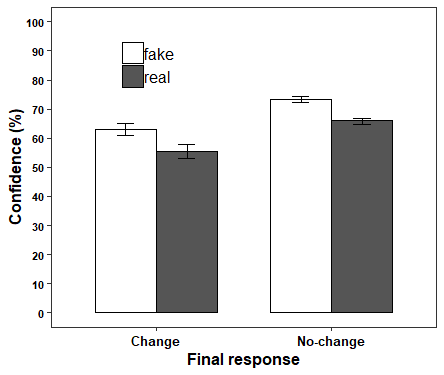 fake
real
Confidence (%)
100
90
80
70
60
50
40
30
20
10
0
Change
No-change
Final response